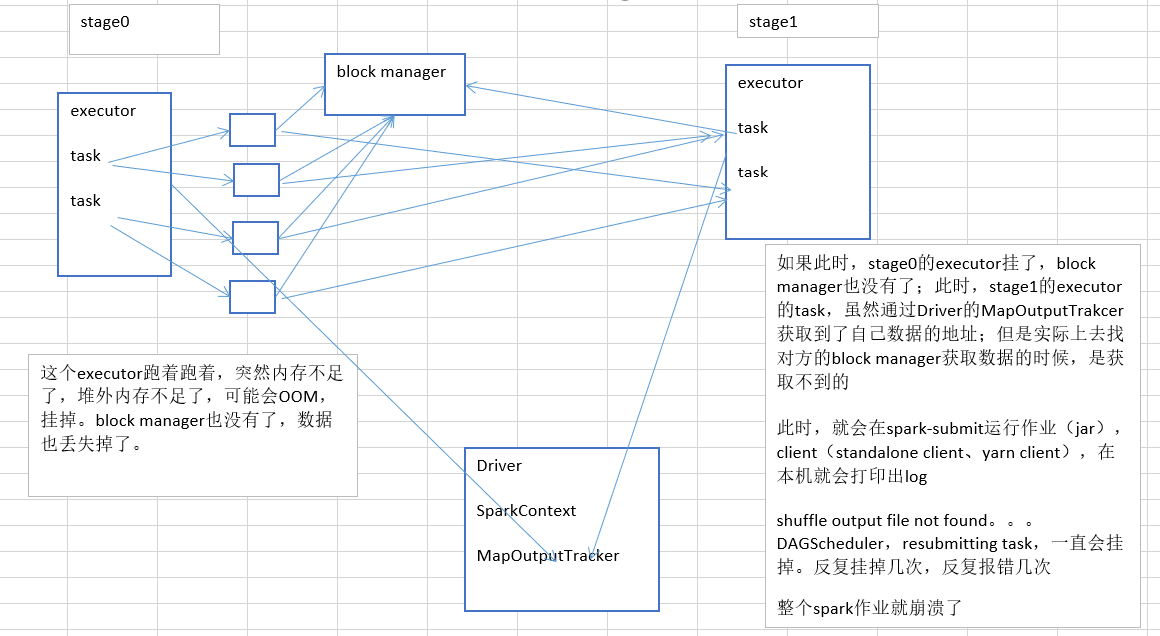 stage0
stage1
block manager
executor
task
task
executor
task
task
如果此时，stage0的executor挂了，block
manager也没有了；此时，stage1的executor
的task，虽然通过Driver的MapOutputTrakcer
获取到了自己数据的地址；但是实际上去找
对方的block manager获取数据的时候，是获
取不到的
此时，就会在spark-submit运行作业（jar），
client（standalone client、yarn client），在
本机就会打印出log
shuffle output file not found。。。
DAGScheduler，resubmitting task，一直会挂
掉。反复挂掉几次，反复报错几次
整个spark作业就崩溃了
这个executor跑着跑着，突然内存不足
了，堆外内存不足了，可能会OOM，
挂掉。block manager也没有了，数据
也丢失掉了。
Driver
SparkContext
MapOutputTracker